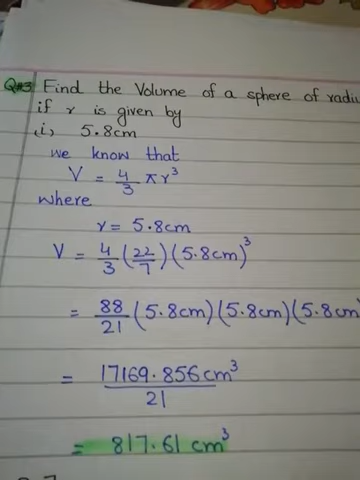 Q#3 Find the Volume of a sphere of radiu
if r is given by
(i) 5.8cm
we know that
V = 4/3 πr³
where
r = 5.8cm
V = 4/3 (22/7)(5.8cm)³
= 88/21 (5.8cm)(5.8cm)(5.8cm
= 17169.856cm³/21
= 817.61 cm³